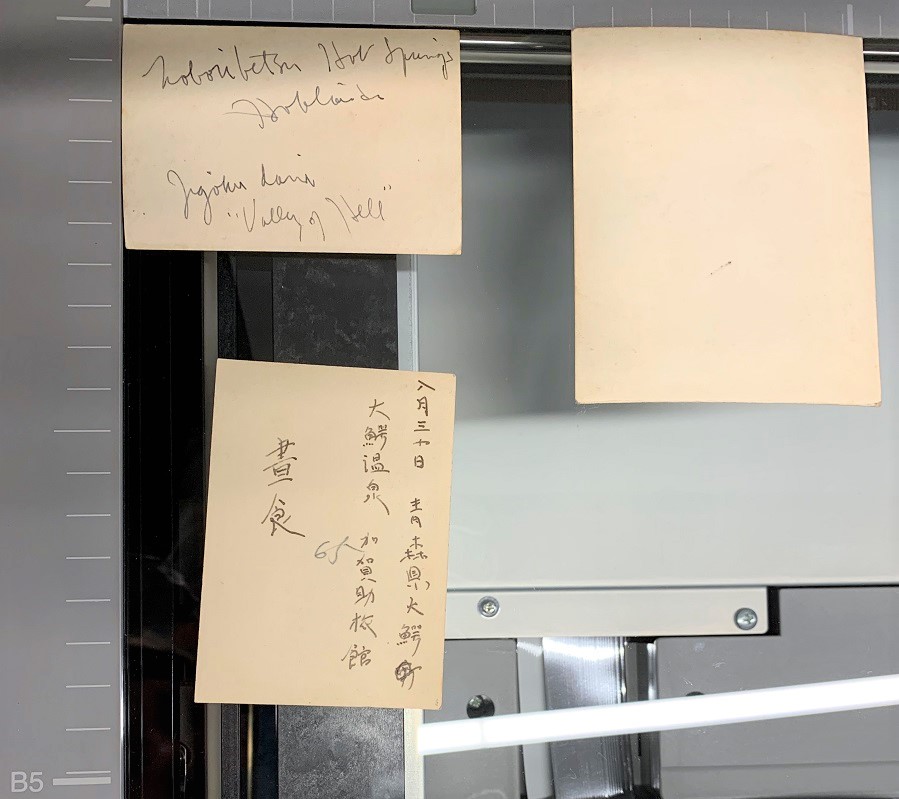 Noboribetsu Hot Springs
Hokkaido
Jigoku dani
"Valley of Hell"
八月三十日 青森県大鰐町
大鰐温泉 加賀助旅館
6人
晝食
B5